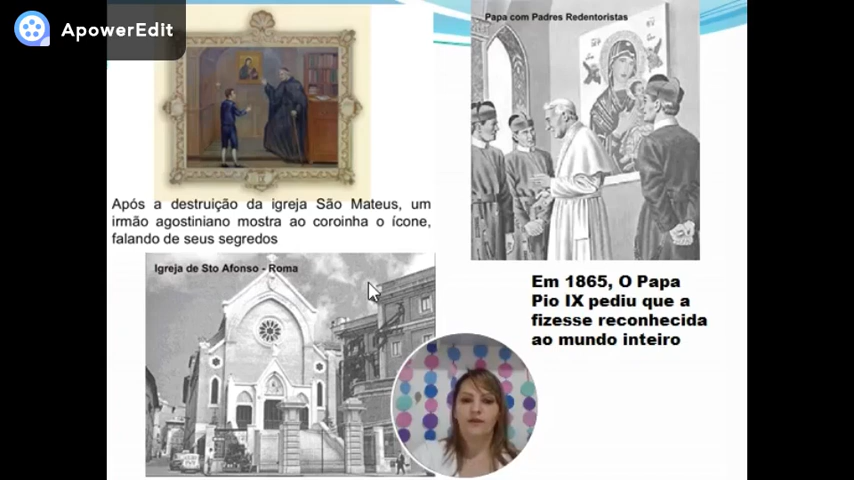 ApowerEdit
Após a destruição da igreja São Mateus, um
irmão agostiniano mostra ao coroinha o ícone,
falando de seus segredos
Igreja de Sto Afonso - Roma
Papa com Padres Redentoristas
Em 1865, O Papa
Pio IX pediu que a
fizesse reconhecida
ao mundo inteiro